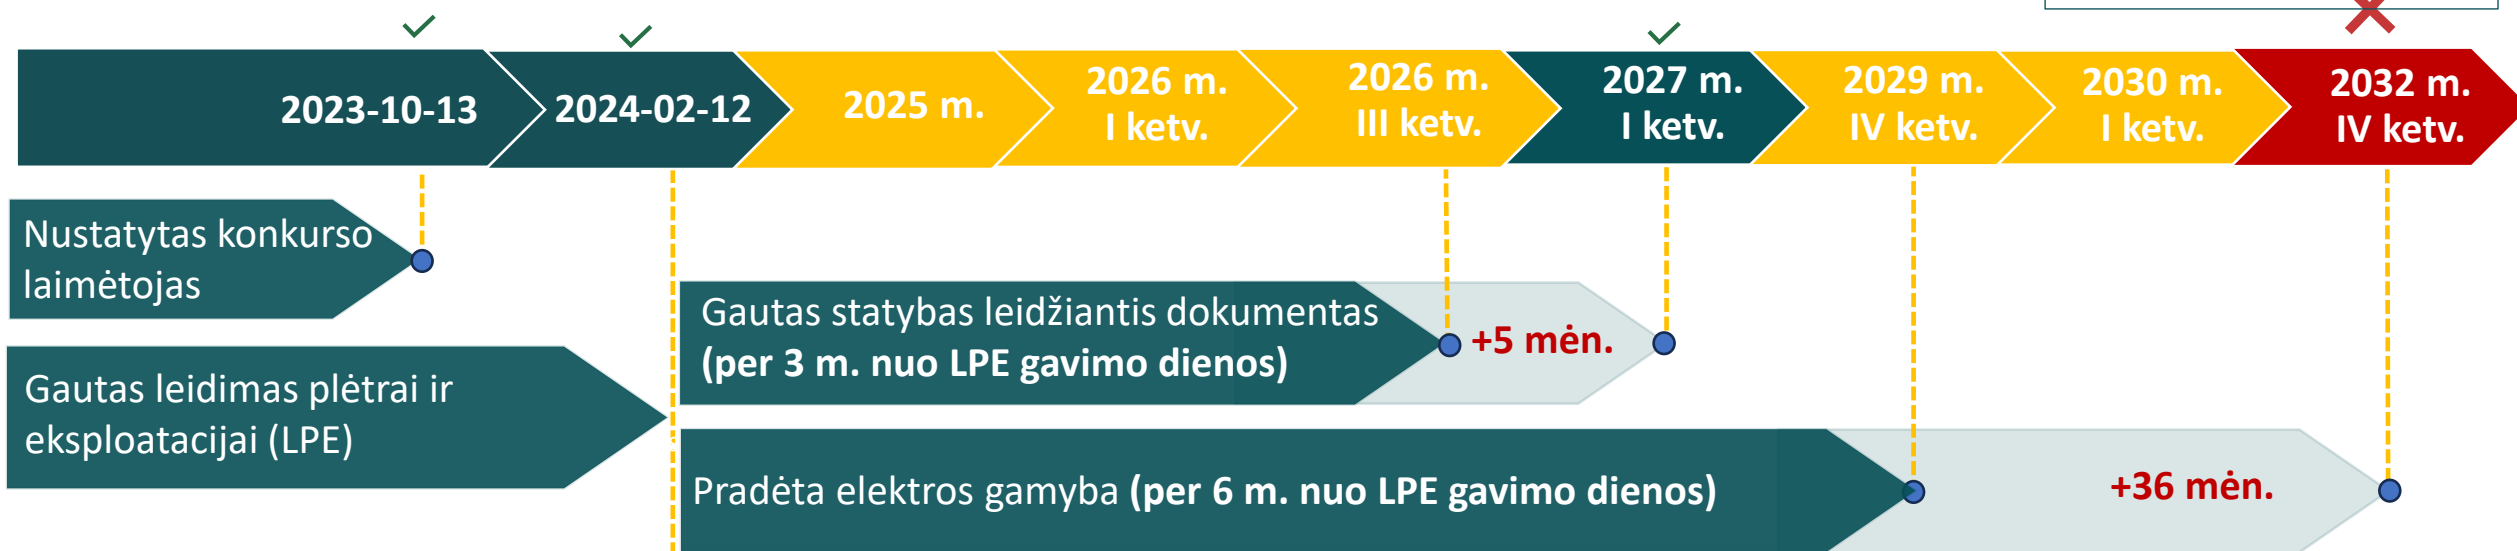 2023-10-13
2024-02-12
2025 m.
2026 m.
I ketv.
2026 m.
III ketv.
2027 m.
I ketv.
2029 m.
IV ketv.
2030 m.
I ketv.
2032 m.
IV ketv.
Nustatytas konkurso
laimėtojas
Gautas statybas leidžiantis dokumentas
(per 3 m. nuo LPE gavimo dienos)
+5 mėn.
Gautas leidimas plėtrai ir
eksploatacijai (LPE)
Pradėta elektros gamyba (per 6 m. nuo LPE gavimo dienos)
+36 mėn.